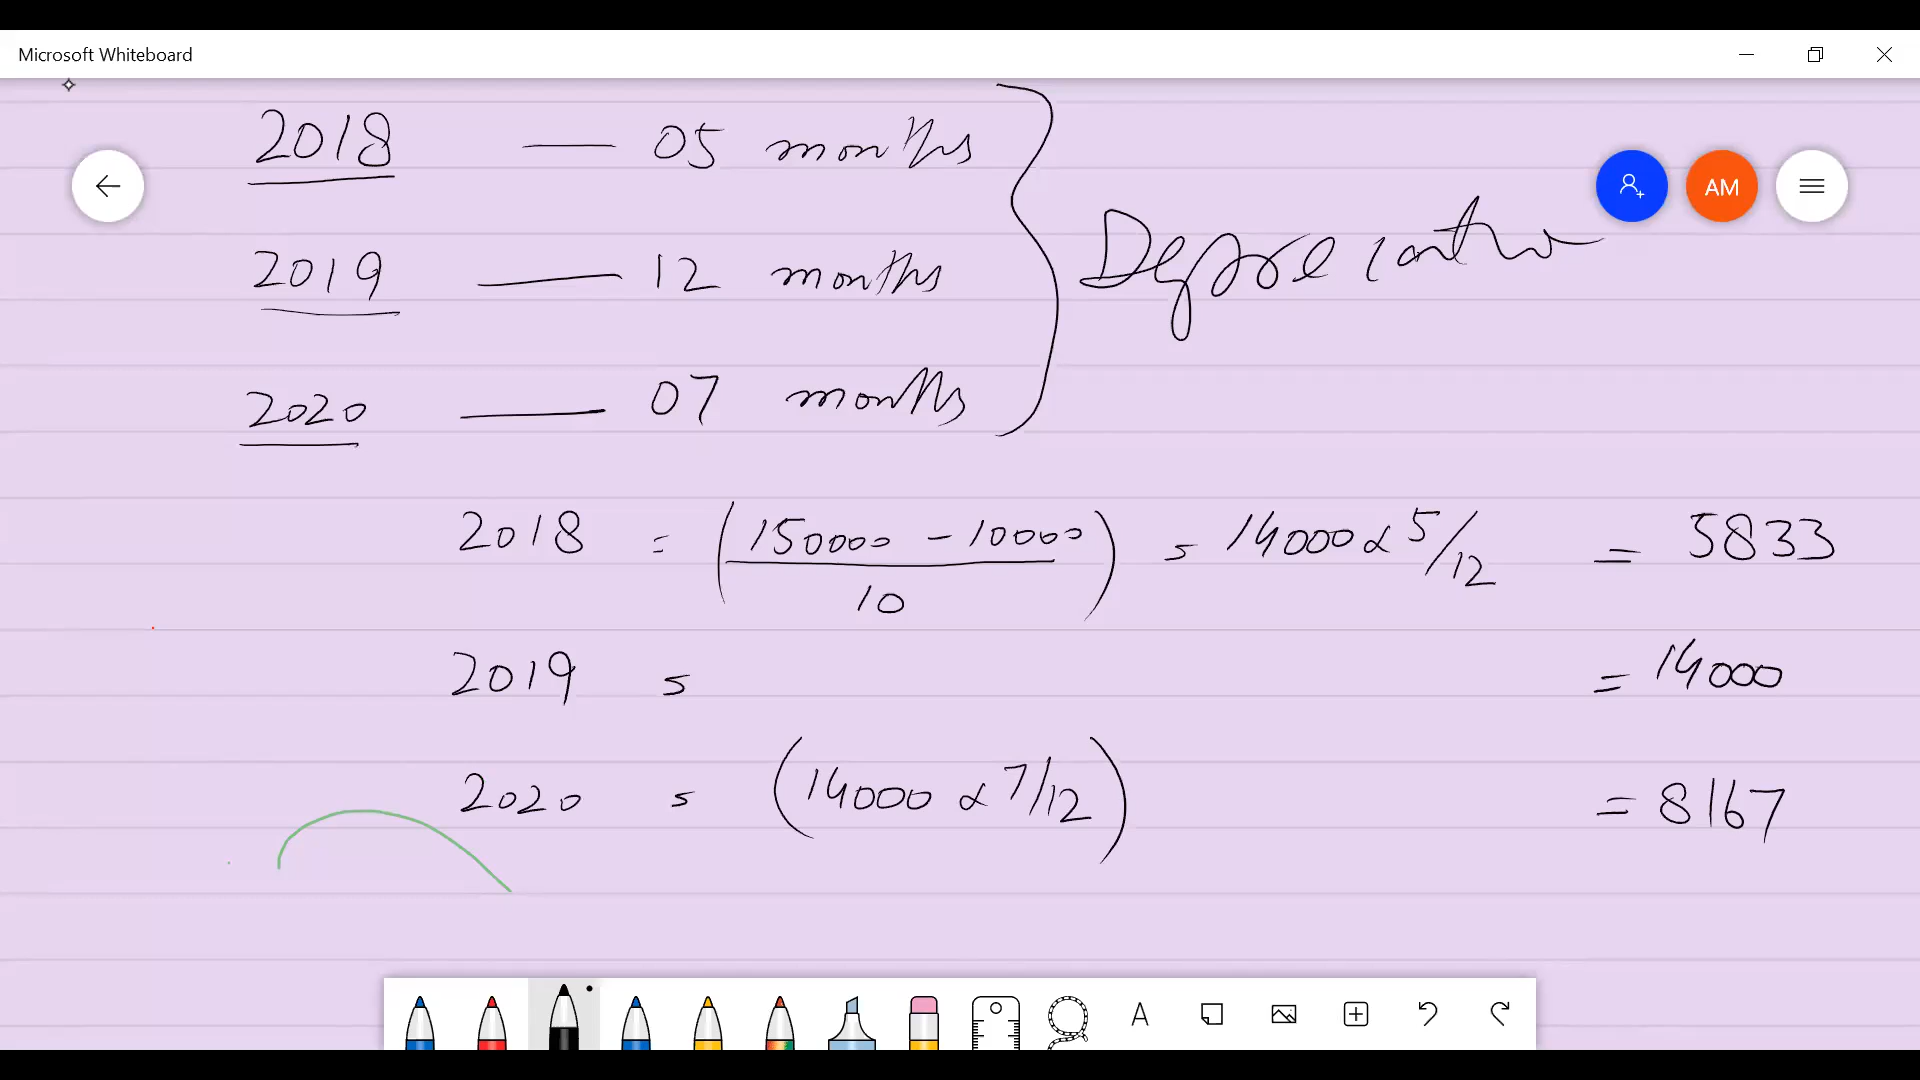 Microsoft Whiteboard
2018 — 05 months
AM
2019 — 12 months
Depreciation
2020 — 07 months
2018 = (150000 - 10000 / 10) = 14000 x 5/12 = 5833
2019 = = 14000
2020 = (14000 x 7/12) = 8167
A